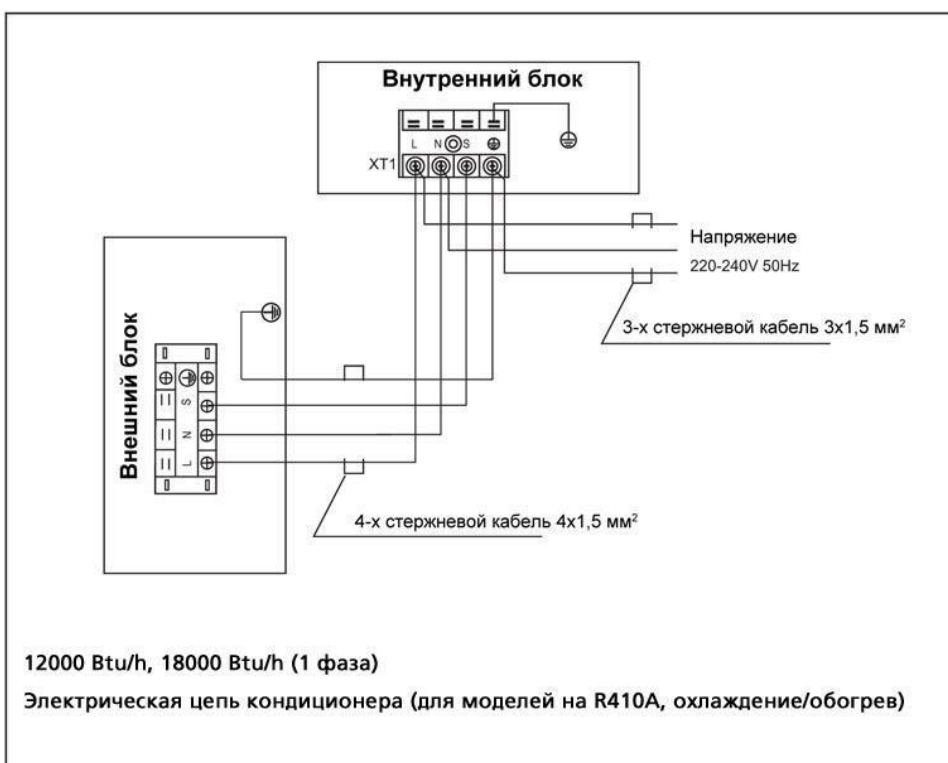 Внутренний блок
L N S
XT1
Напряжение
220-240V 50Hz
3-х стержневой кабель 3x1,5 мм²
Внешний блок
S
N
L
4-х стержневой кабель 4x1,5 мм²
12000 Btu/h, 18000 Btu/h (1 фаза)
Электрическая цепь кондиционера (для моделей на R410A, охлаждение/обогрев)